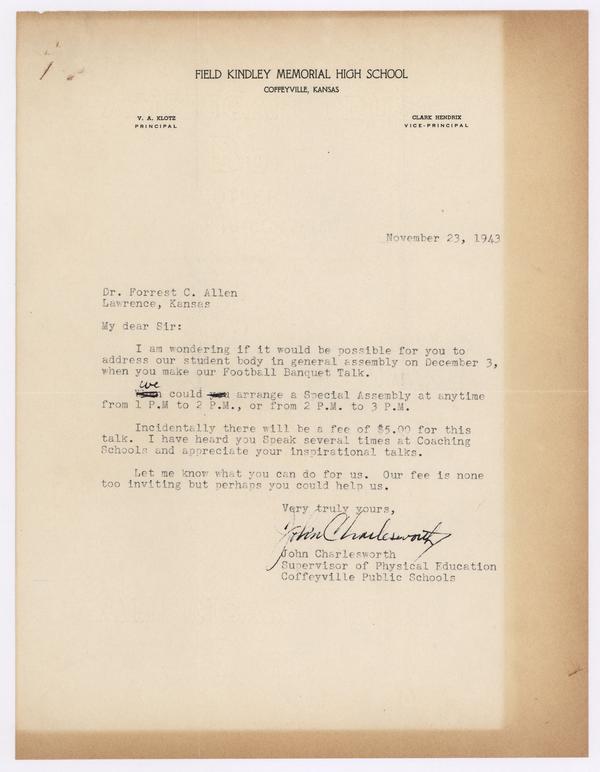 FIELD KINDLEY MEMORIAL HIGH SCHOOL
COFFEYVILLE, KANSAS
V. A. KLOTZ
PRINCIPAL
CLARK HENDRIX
VICE-PRINCIPAL
November 23, 1943
Dr. Forrest C. Allen
Lawrence, Kansas
My dear Sir:
I am wondering if it would be possible for you to
address our student body in general assembly on December 3,
when you make our Football Banquet Talk.
we
could you arrange a Special Assembly at anytime
from 1 P.M to 2 P.M., or from 2 P.M. to 3 P.M.
Incidentally there will be a fee of $5.00 for this
talk. I have heard you Speak several times at Coaching
Schools and appreciate your inspirational talks.
Let me know what you can do for us. Our fee is none
too inviting but perhaps you could help us.
Very truly yours,
John Charlesworth
John Charlesworth
Supervisor of Physical Education
Coffeyville Public Schools